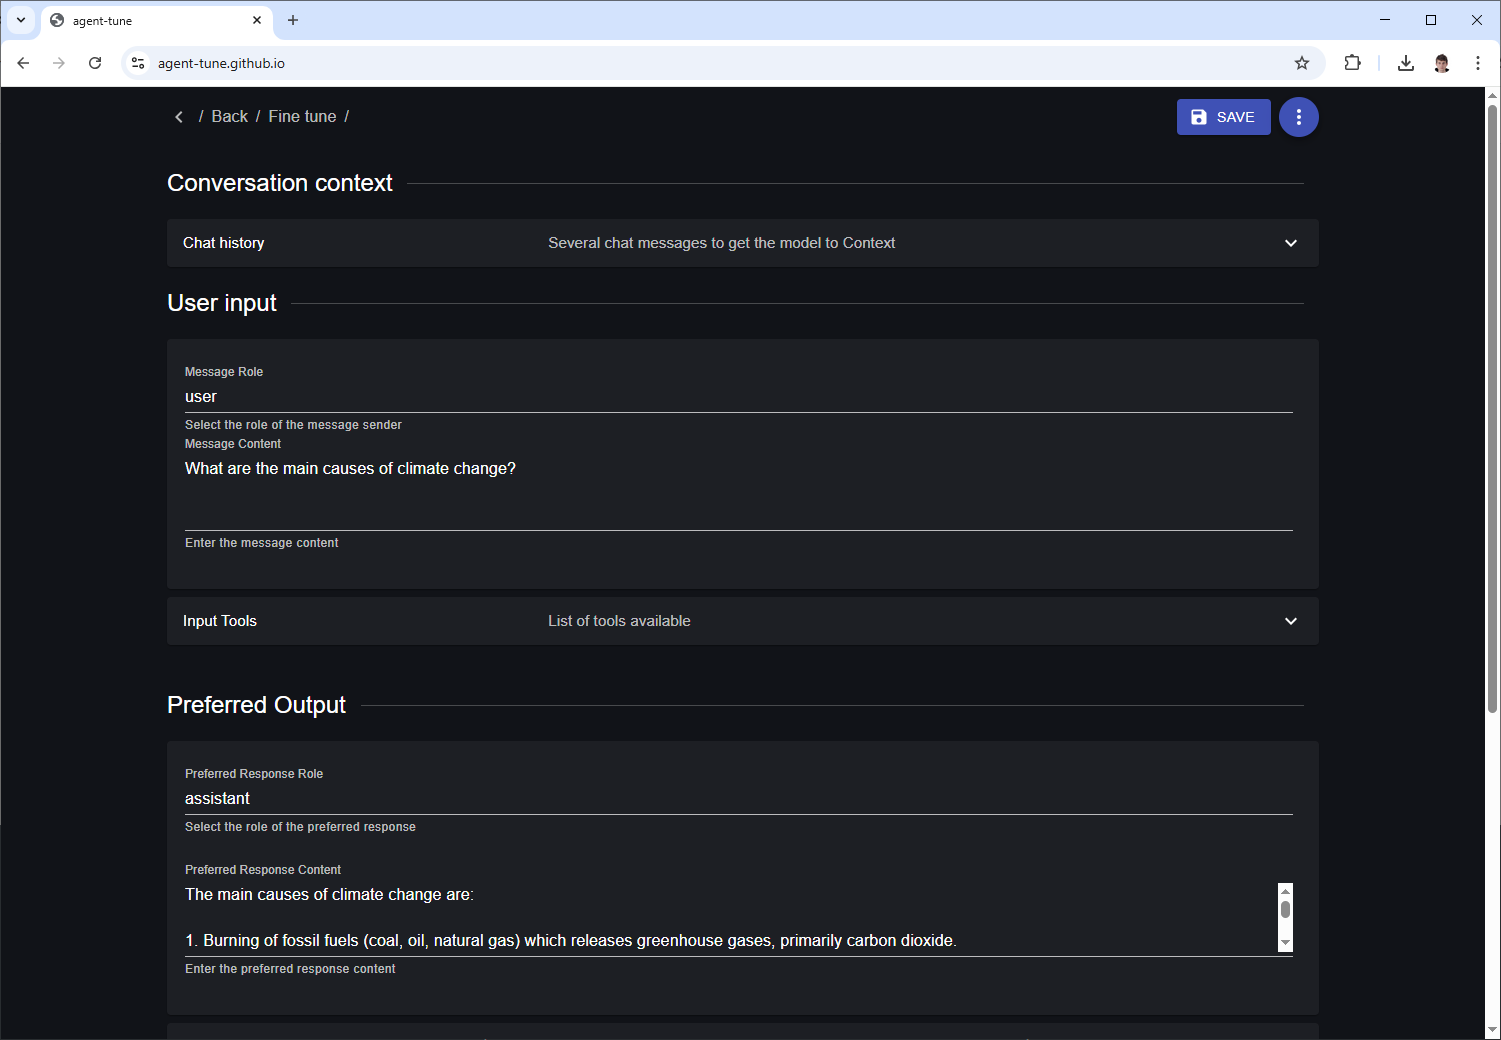 agent-tune
agent-tune.github.io
/ Back / Fine tune /
SAVE
Conversation context
Chat history
Several chat messages to get the model to Context
User input
Message Role
user
Select the role of the message sender
Message Content
What are the main causes of climate change?
Enter the message content
Input Tools
List of tools available
Preferred Output
Preferred Response Role
assistant
Select the role of the preferred response
Preferred Response Content
The main causes of climate change are:
1. Burning of fossil fuels (coal, oil, natural gas) which releases greenhouse gases, primarily carbon dioxide.
Enter the preferred response content